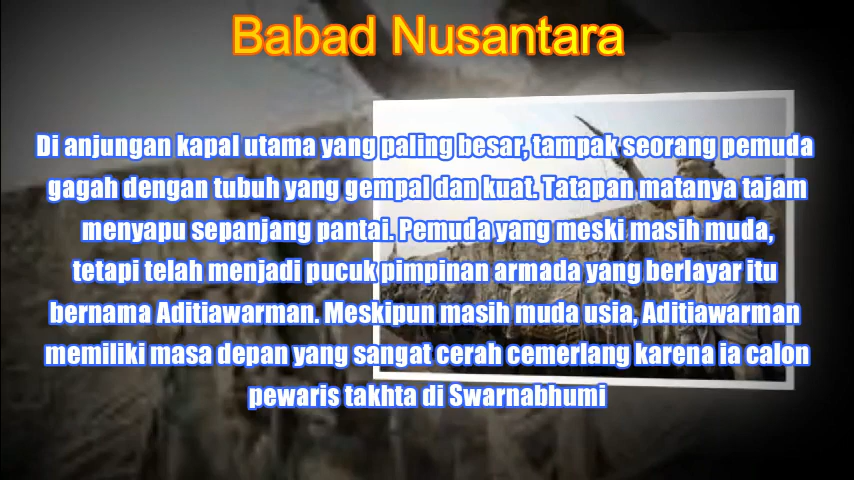 Babad Nusantara
Di anjungan kapal utama yang paling besar, tampak seorang pemuda
gagah dengan tubuh yang gempal dan kuat. Tatapan matanya tajam
menyapu sepanjang pantai. Pemuda yang meski masih muda,
tetapi telah menjadi pucuk pimpinan armada yang berlayar itu
bernama Aditiawarman. Meskipun masih muda usia, Aditiawarman
memiliki masa depan yang sangat cerah cemerlang karena ia calon
pewaris takhta di Swarnabhumi